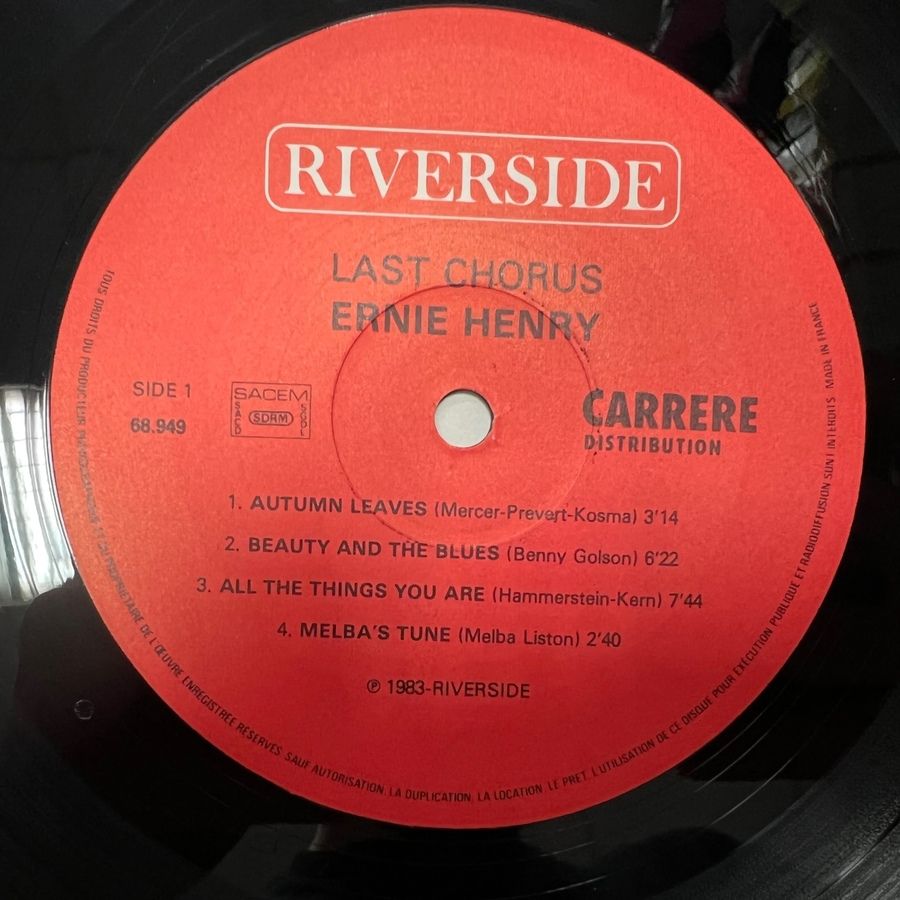 RIVERSIDE
LAST CHORUS
ERNIE HENRY
SIDE 1
68.949
SACEM
SACD
SDRM
SGDL
CARRERE
DISTRIBUTION
1. AUTUMN LEAVES (Mercer-Prevert-Kosma) 3'14
2. BEAUTY AND THE BLUES (Benny Golson) 6'22
3. ALL THE THINGS YOU ARE (Hammerstein-Kern) 7'44
4. MELBA'S TUNE (Melba Liston) 2'40
℗ 1983-RIVERSIDE
TOUS DROITS DU PRODUCTEUR ET DU PROPRIETAIRE DE L'ŒUVRE ENREGISTREE RESERVES SAUF AUTORISATION, LA DUPLICATION, LA LOCATION, LE PRET, L'UTILISATION DE CE DISQUE POUR EXECUTION PUBLIQUE ET RADIODIFFUSION SONT INTERDITS MADE IN FRANCE